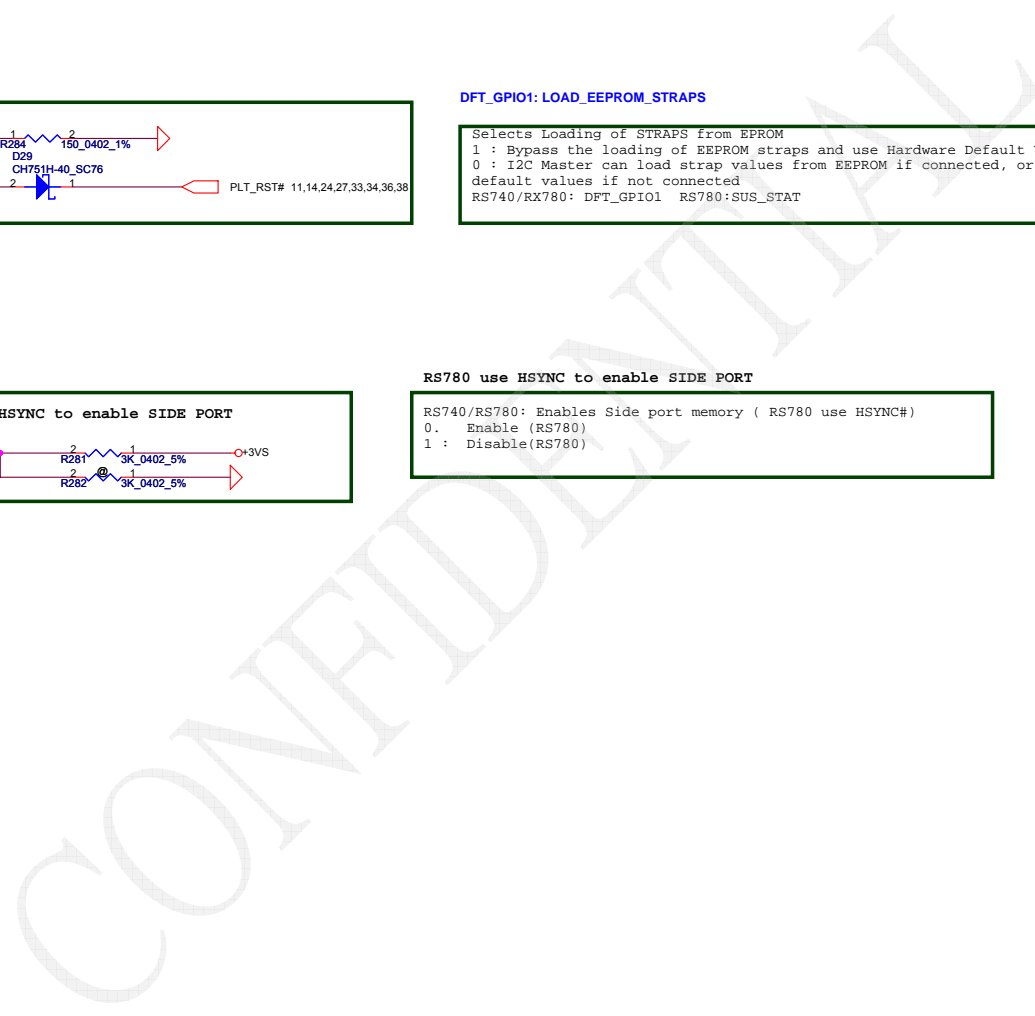 DFT_GPIO1: LOAD_EEPROM_STRAPS
1 2
R284 150_0402_1%
D29
CH751H-40_SC76
2 1
PLT_RST# 11,14,24,27,33,34,36,38
Selects Loading of STRAPS from EPROM
1 : Bypass the loading of EEPROM straps and use Hardware Default
0 : I2C Master can load strap values from EEPROM if connected, or
default values if not connected
RS740/RX780: DFT_GPIO1 RS780:SUS_STAT
RS780 use HSYNC to enable SIDE PORT
HSYNC to enable SIDE PORT
2 1
R281 3K_0402_5%
+3VS
2 @ 1
R282 3K_0402_5%
RS740/RS780: Enables Side port memory ( RS780 use HSYNC#)
0. Enable (RS780)
1 : Disable(RS780)
CONFIDENTIAL